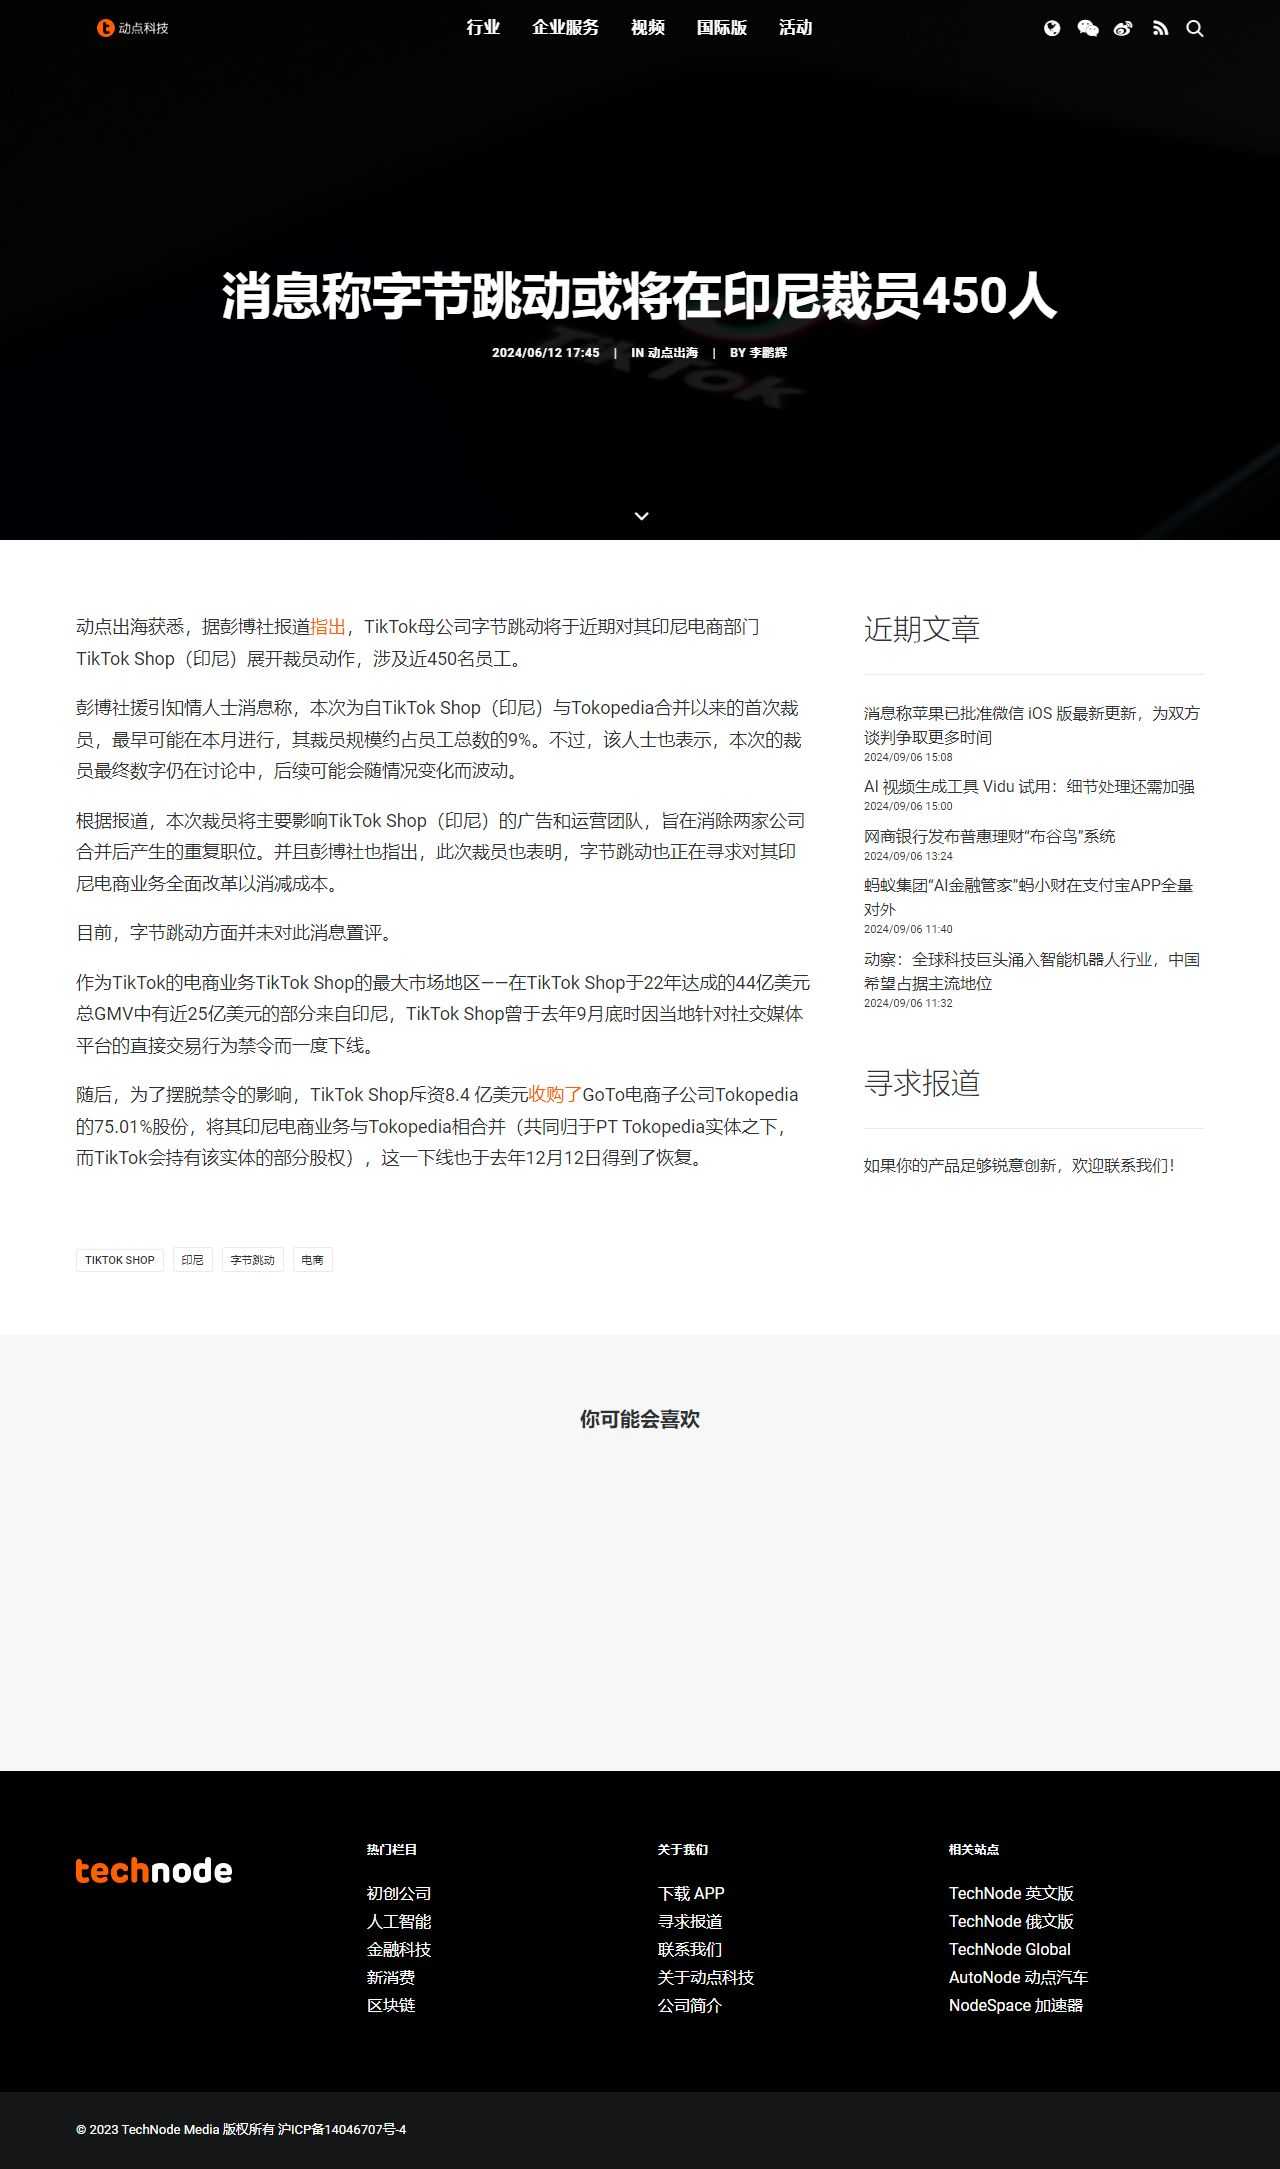 动点科技
行业 企业服务 视频 国际版 活动
消息称字节跳动或将在印尼裁员450人
2024/06/12 17:45 | IN 动点出海 | BY 李鹏辉
TikTok
动点出海获悉，据彭博社报道指出，TikTok母公司字节跳动将于近期对其印尼电商部门
TikTok Shop（印尼）展开裁员动作，涉及近450名员工。
彭博社援引知情人士消息称，本次为自TikTok Shop（印尼）与Tokopedia合并以来的首次裁
员，最早可能在本月进行，其裁员规模约占员工总数的9%。不过，该人士也表示，本次的裁
员最终数字仍在讨论中，后续可能会随情况变化而波动。
根据报道，本次裁员将主要影响TikTok Shop（印尼）的广告和运营团队，旨在消除两家公司
合并后产生的重复职位。并且彭博社也指出，此次裁员也表明，字节跳动也正在寻求对其印
尼电商业务全面改革以消减成本。
目前，字节跳动方面并未对此消息置评。
作为TikTok的电商业务TikTok Shop的最大市场地区——在TikTok Shop于22年达成的44亿美元
总GMV中有近25亿美元的部分来自印尼，TikTok Shop曾于去年9月底时因当地针对社交媒体
平台的直接交易行为禁令而一度下线。
随后，为了摆脱禁令的影响，TikTok Shop斥资8.4 亿美元收购了GoTo电商子公司Tokopedia
的75.01%股份，将其印尼电商业务与Tokopedia相合并（共同归于PT Tokopedia实体之下，
而TikTok会持有该实体的部分股权），这一下线也于去年12月12日得到了恢复。
TIKTOK SHOP 印尼 字节跳动 电商
近期文章
消息称苹果已批准微信 iOS 版最新更新，为双方
谈判争取更多时间
2024/09/06 15:08
AI 视频生成工具 Vidu 试用：细节处理还需加强
2024/09/06 15:00
网商银行发布普惠理财“布谷鸟”系统
2024/09/06 13:24
蚂蚁集团“AI金融管家”蚂小财在支付宝APP全量
对外
2024/09/06 11:40
动察：全球科技巨头涌入智能机器人行业，中国
希望占据主流地位
2024/09/06 11:32
寻求报道
如果你的产品足够锐意创新，欢迎联系我们！
你可能会喜欢
technode
热门栏目
初创公司
人工智能
金融科技
新消费
区块链
关于我们
下载 APP
寻求报道
联系我们
关于动点科技
公司简介
相关站点
TechNode 英文版
TechNode 俄文版
TechNode Global
AutoNode 动点汽车
NodeSpace 加速器
© 2023 TechNode Media 版权所有 沪ICP备14046707号-4